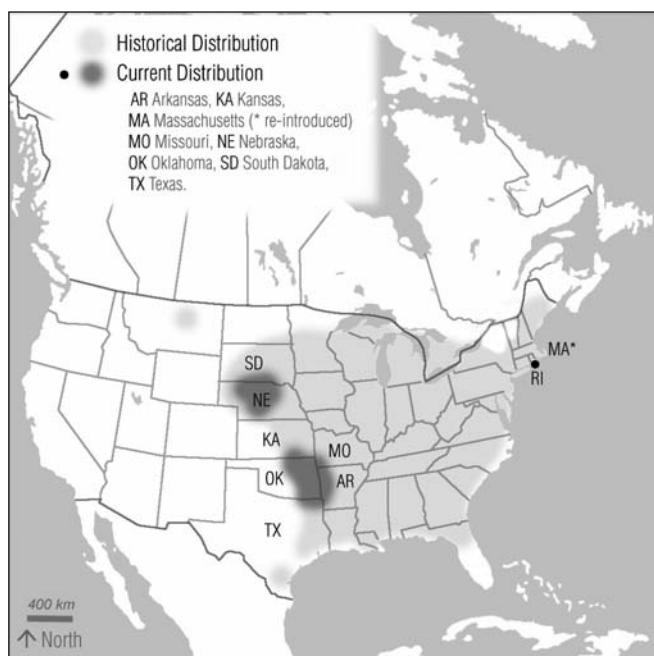 Historical Distribution
Current Distribution
AR Arkansas, KA Kansas,
MA Massachusetts (* re-introduced)
MO Missouri, NE Nebraska,
OK Oklahoma, SD South Dakota,
TX Texas.
SD
MA*
RI
NE
KA
MO
OK
AR
TX
400 km
↑ North